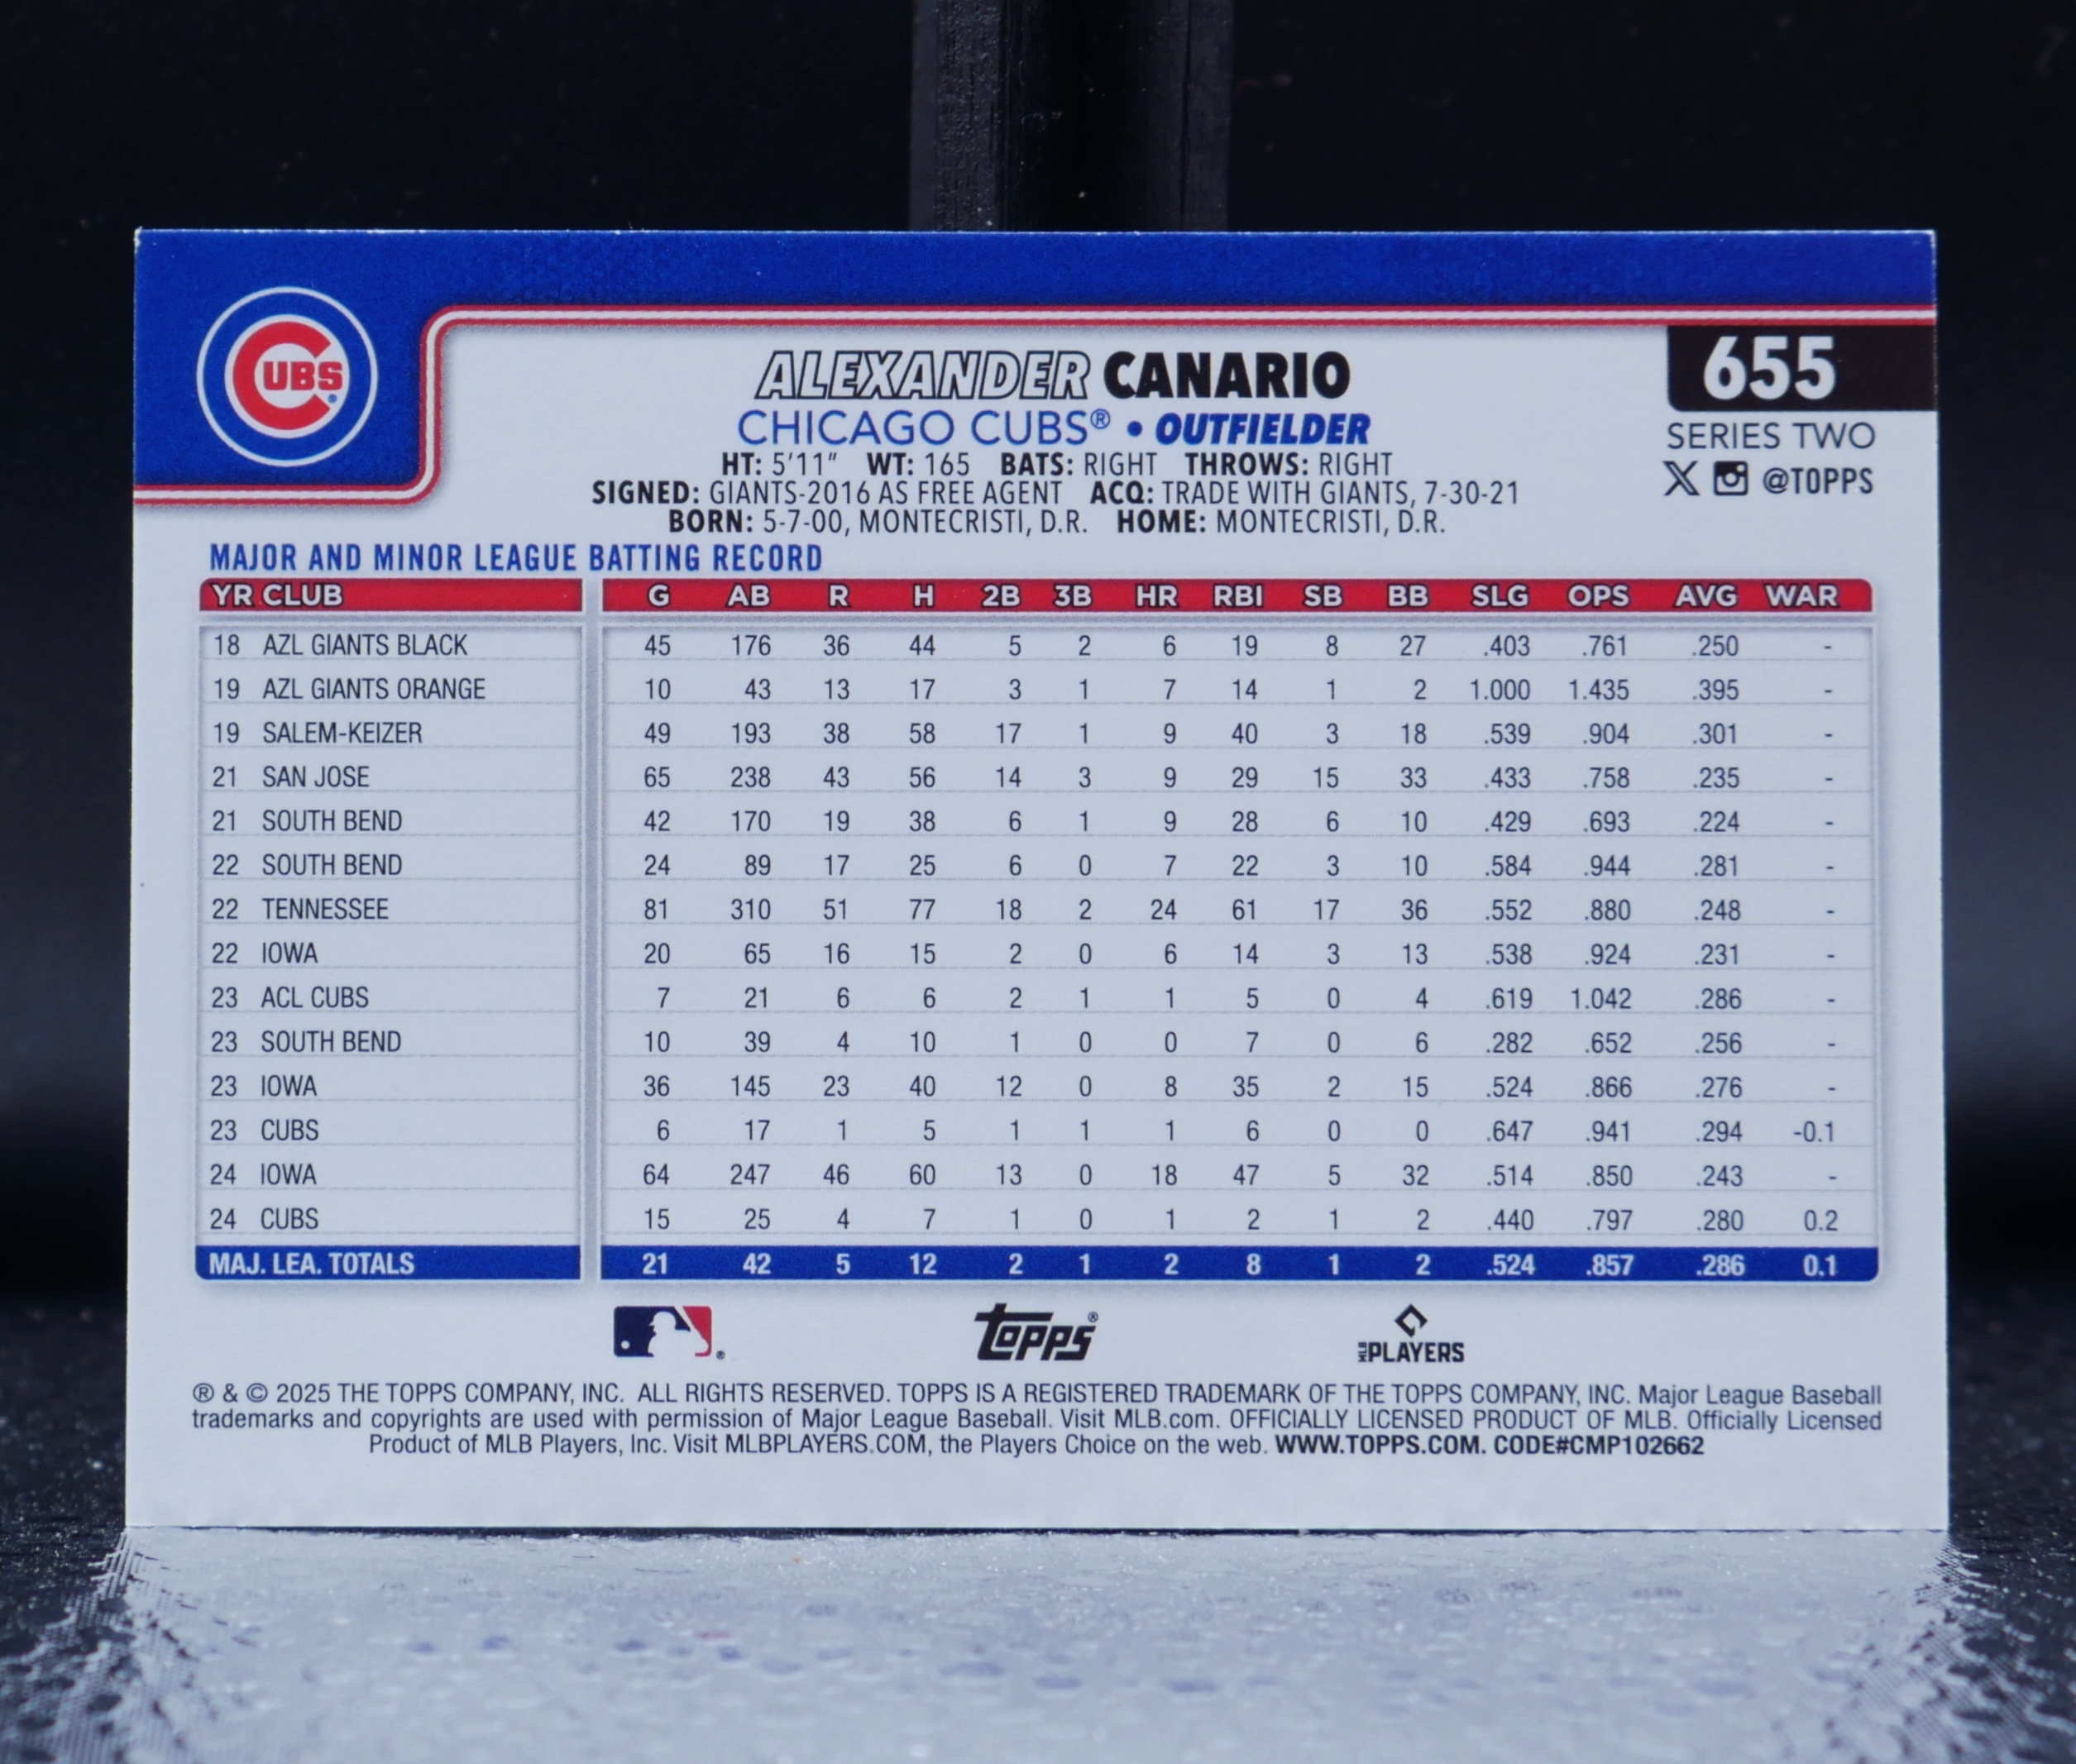 CUBS
ALEXANDER CANARIO
655
CHICAGO CUBS® • OUTFIELDER
SERIES TWO
HT: 5'11" WT: 165 BATS: RIGHT THROWS: RIGHT
@TOPPS
SIGNED: GIANTS-2016 AS FREE AGENT ACQ: TRADE WITH GIANTS, 7-30-21
BORN: 5-7-00, MONTECRISTI, D.R. HOME: MONTECRISTI, D.R.
MAJOR AND MINOR LEAGUE BATTING RECORD
YR CLUB G AB R H 2B 3B HR RBI SB BB SLG OPS AVG WAR
18 AZL GIANTS BLACK 45 176 36 44 5 2 6 19 8 27 .403 .761 .250 -
19 AZL GIANTS ORANGE 10 43 13 17 3 1 7 14 1 2 1.000 1.435 .395 -
19 SALEM-KEIZER 49 193 38 58 17 1 9 40 3 18 .539 .904 .301 -
21 SAN JOSE 65 238 43 56 14 3 9 29 15 33 .433 .758 .235 -
21 SOUTH BEND 42 170 19 38 6 1 9 28 6 10 .429 .693 .224 -
22 SOUTH BEND 24 89 17 25 6 0 7 22 3 10 .584 .944 .281 -
22 TENNESSEE 81 310 51 77 18 2 24 61 17 36 .552 .880 .248 -
22 IOWA 20 65 16 15 2 0 6 14 3 13 .538 .924 .231 -
23 ACL CUBS 7 21 6 6 2 1 1 5 0 4 .619 1.042 .286 -
23 SOUTH BEND 10 39 4 10 1 0 0 7 0 6 .282 .652 .256 -
23 IOWA 36 145 23 40 12 0 8 35 2 15 .524 .866 .276 -
23 CUBS 6 17 1 5 1 1 1 6 0 0 .647 .941 .294 -0.1
24 IOWA 64 247 46 60 13 0 18 47 5 32 .514 .850 .243 -
24 CUBS 15 25 4 7 1 0 1 2 1 2 .440 .797 .280 0.2
MAJ. LEA. TOTALS 21 42 5 12 2 1 2 8 1 2 .524 .857 .286 0.1
topps® MLB PLAYERS
® & © 2025 THE TOPPS COMPANY, INC. ALL RIGHTS RESERVED. TOPPS IS A REGISTERED TRADEMARK OF THE TOPPS COMPANY, INC. Major League Baseball
trademarks and copyrights are used with permission of Major League Baseball. Visit MLB.com. OFFICIALLY LICENSED PRODUCT OF MLB. Officially Licensed
Product of MLB Players, Inc. Visit MLBPLAYERS.COM, the Players Choice on the web. WWW.TOPPS.COM. CODE#CMP102662